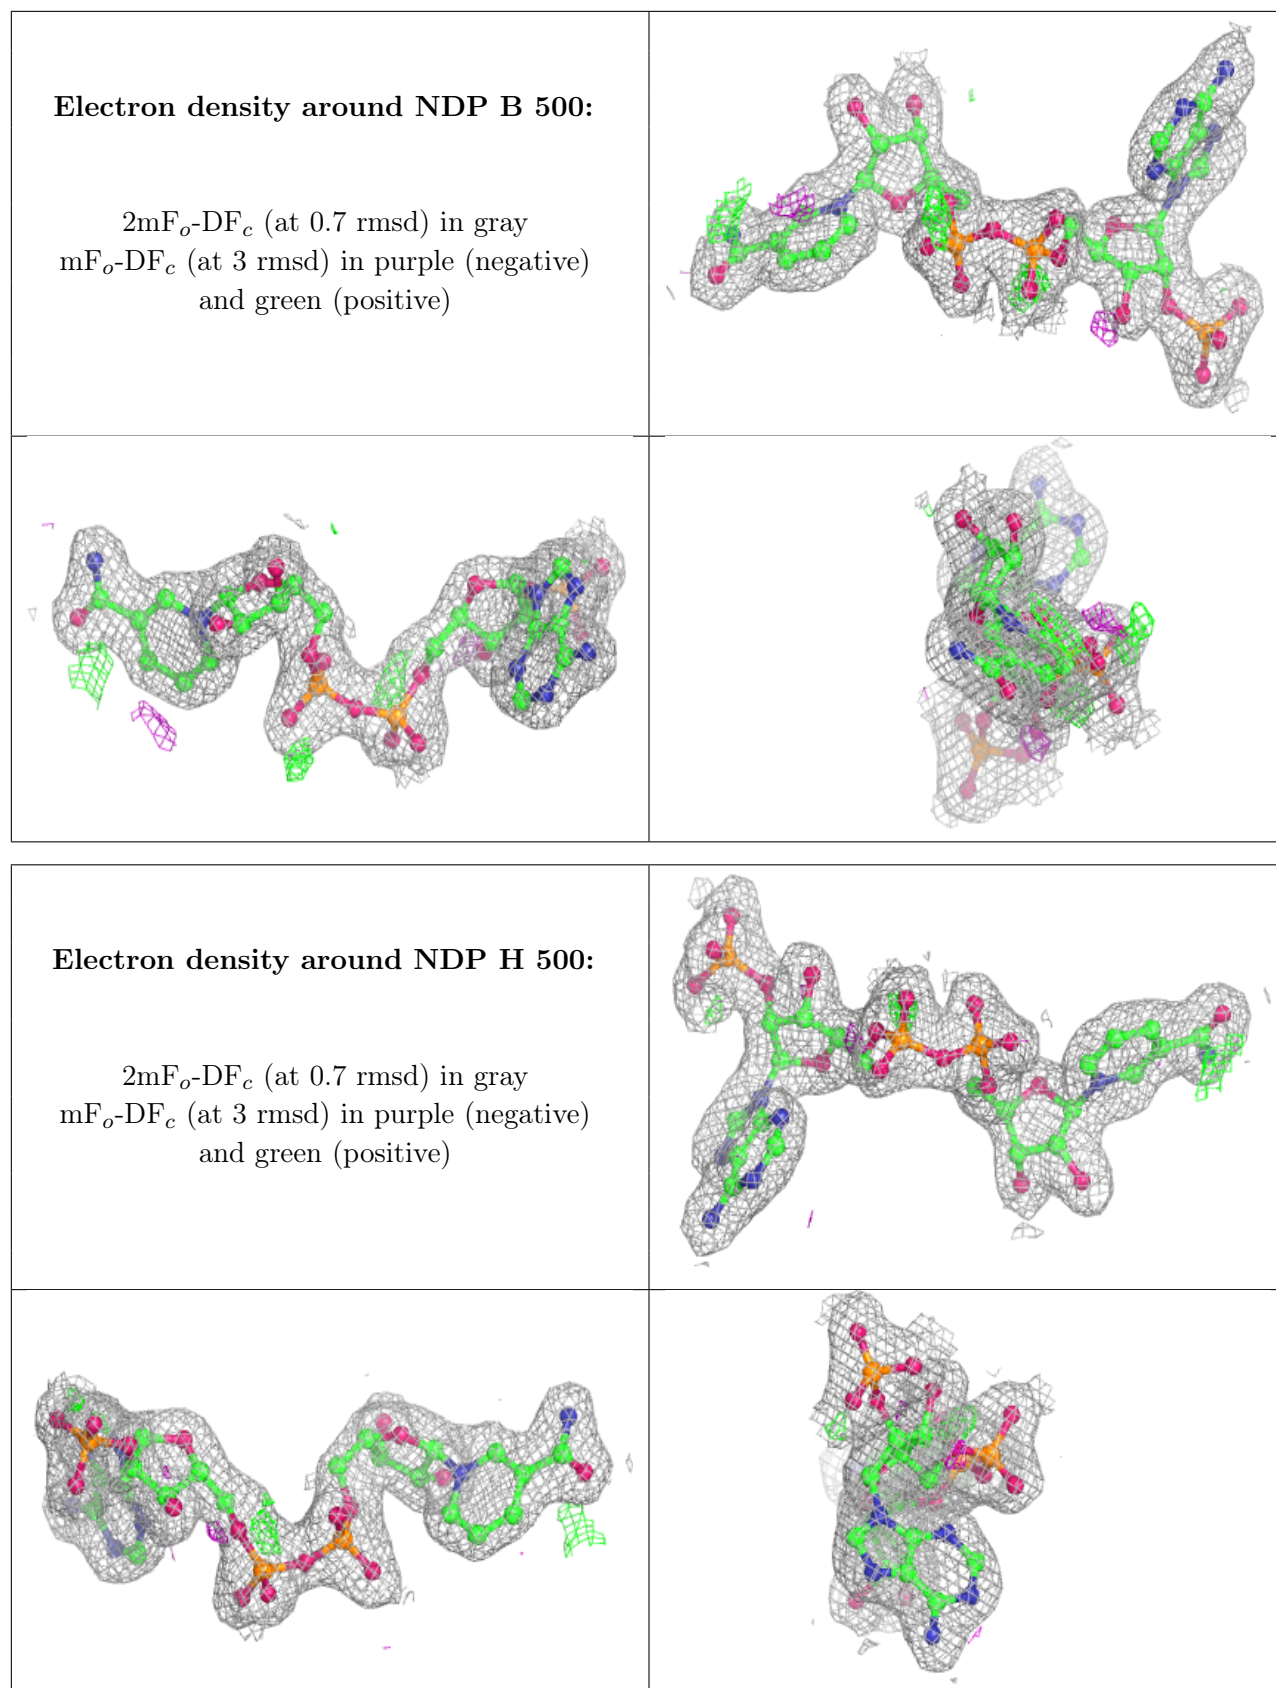 Electron density around NDP B 500:
2mFo-DFc (at 0.7 rmsd) in gray
mFo-DFc (at 3 rmsd) in purple (negative)
and green (positive)
Electron density around NDP H 500:
2mFo-DFc (at 0.7 rmsd) in gray
mFo-DFc (at 3 rmsd) in purple (negative)
and green (positive)